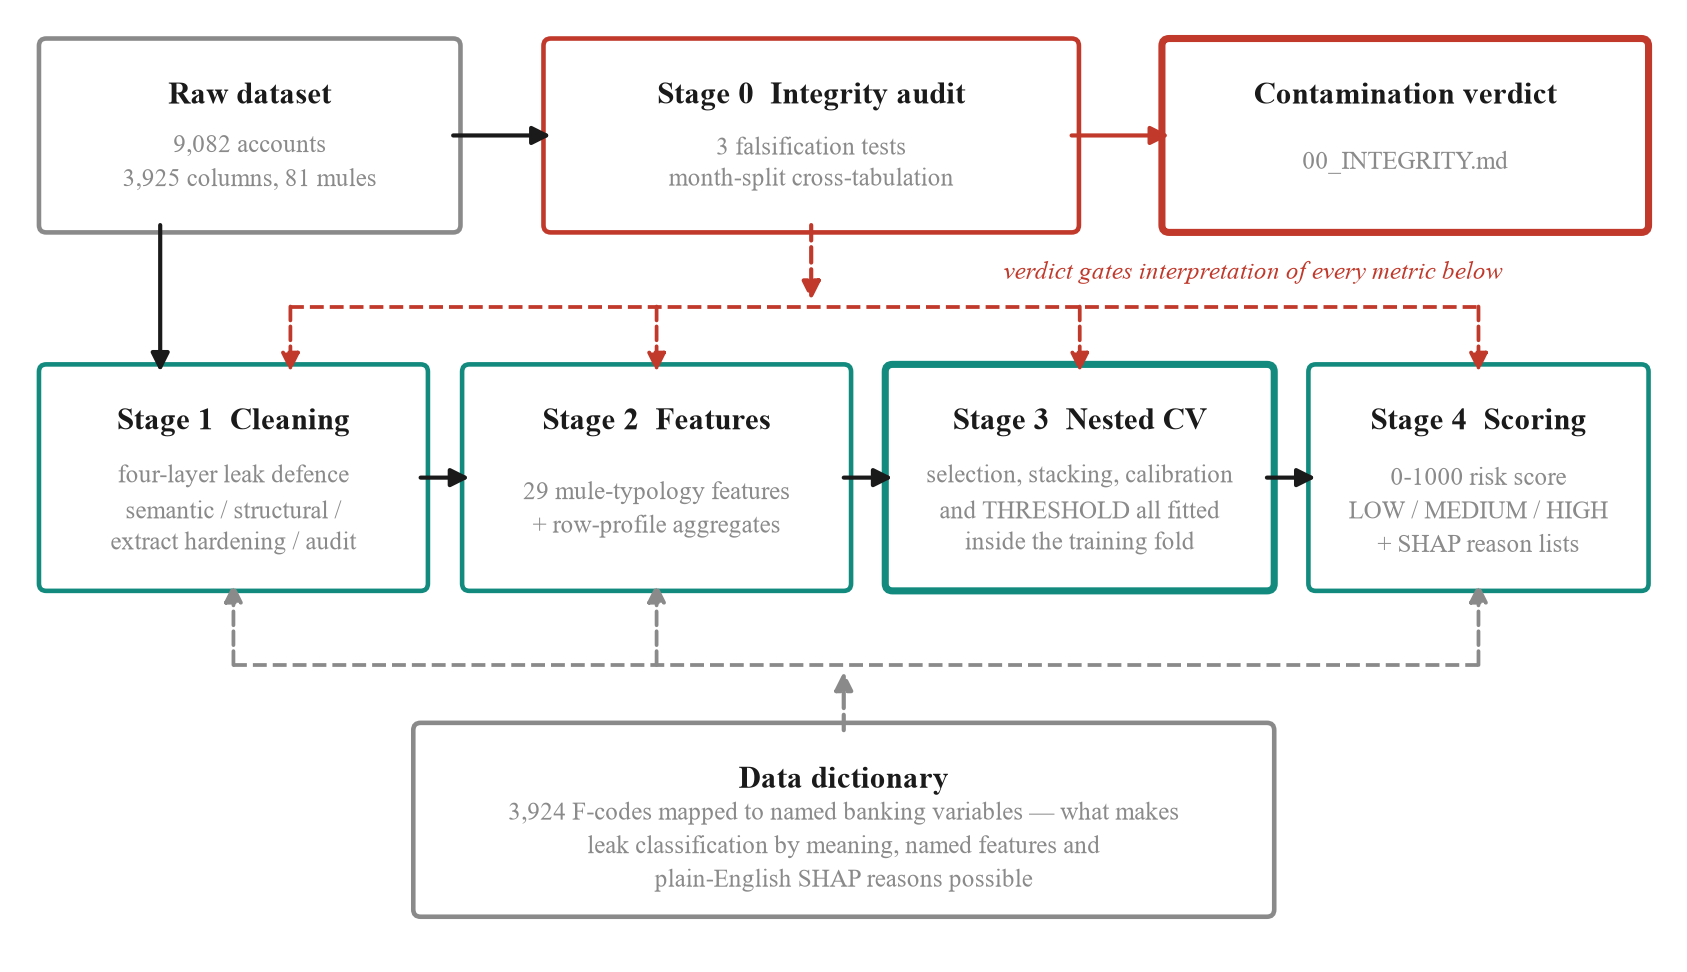 Raw dataset
9,082 accounts
3,925 columns, 81 mules
Stage 0  Integrity audit
3 falsification tests
month-split cross-tabulation
Contamination verdict
00_INTEGRITY.md
verdict gates interpretation of every metric below
Stage 1  Cleaning
four-layer leak defence
semantic / structural /
extract hardening / audit
Stage 2  Features
29 mule-typology features
+ row-profile aggregates
Stage 3  Nested CV
selection, stacking, calibration
and THRESHOLD all fitted
inside the training fold
Stage 4  Scoring
0-1000 risk score
LOW / MEDIUM / HIGH
+ SHAP reason lists
Data dictionary
3,924 F-codes mapped to named banking variables — what makes
leak classification by meaning, named features and
plain-English SHAP reasons possible